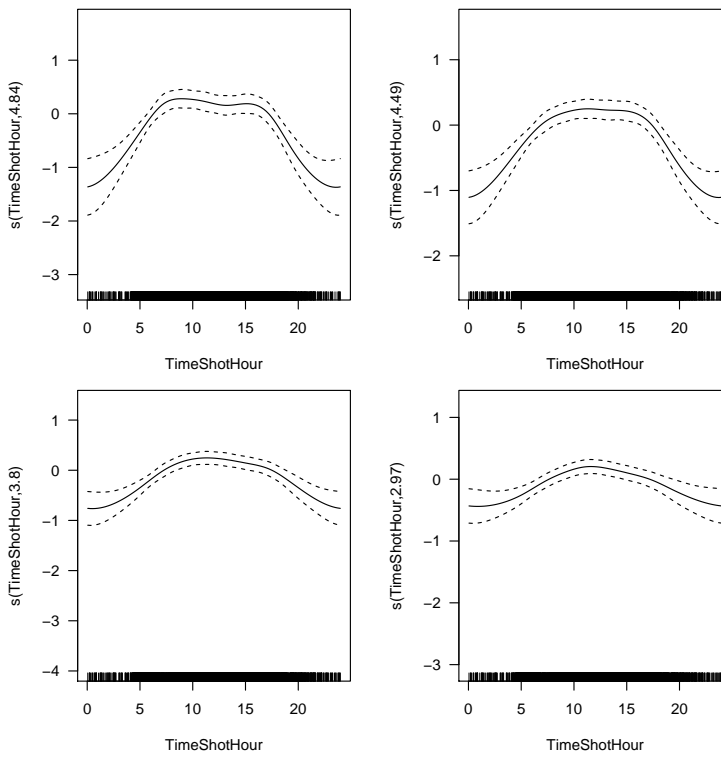 1
0
−1
−2
−3
s(TimeShotHour,4.84)
0 5 10 15 20
TimeShotHour
1
0
−1
−2
s(TimeShotHour,4.49)
0 5 10 15 20
TimeShotHour
1
0
−1
−2
−3
−4
s(TimeShotHour,3.8)
0 5 10 15 20
TimeShotHour
1
0
−1
−2
−3
s(TimeShotHour,2.97)
0 5 10 15 20
TimeShotHour